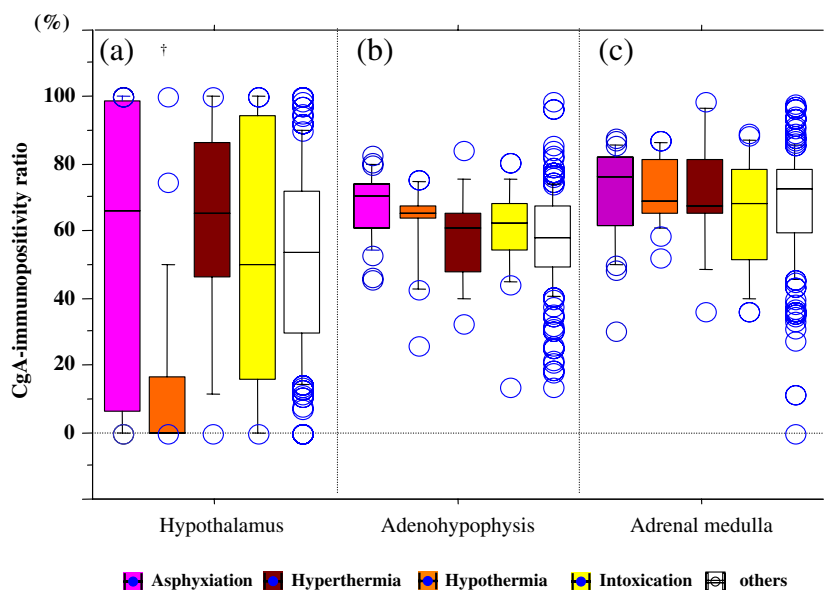 (%)
(a) † (b) (c)
100
80
60
40
20
0
CgA-immunopositivity ratio
Hypothalamus Adenohypophysis Adrenal medulla
Asphyxiation Hyperthermia Hypothermia Intoxication others